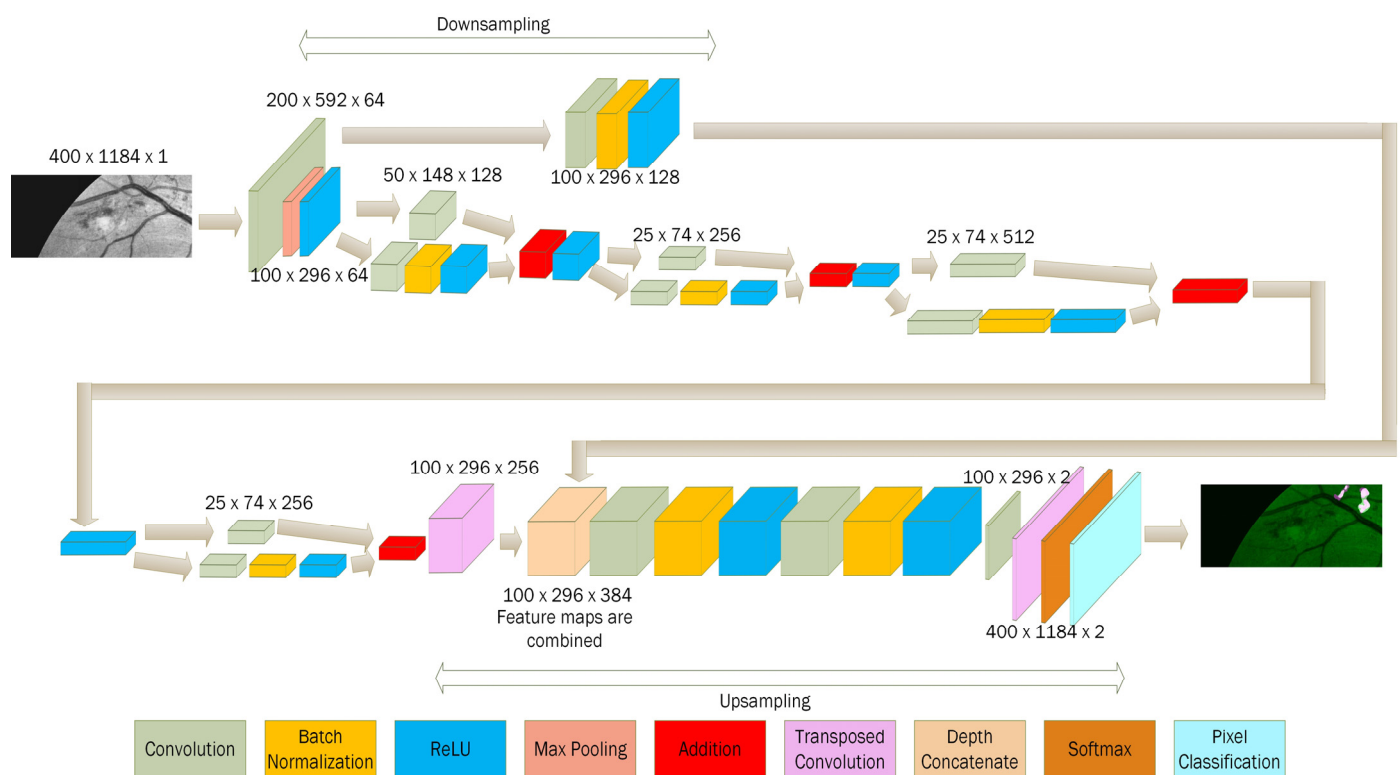 Downsampling
200 x 592 x 64
400 x 1184 x 1
50 x 148 x 128
100 x 296 x 128
100 x 296 x 64
25 x 74 x 256
25 x 74 x 512
100 x 296 x 256
25 x 74 x 256
100 x 296 x 2
100 x 296 x 384
Feature maps are
combined
400 x 1184 x 2
Upsampling
Convolution
Batch
Normalization
ReLU
Max Pooling
Addition
Transposed
Convolution
Depth
Concatenate
Softmax
Pixel
Classification